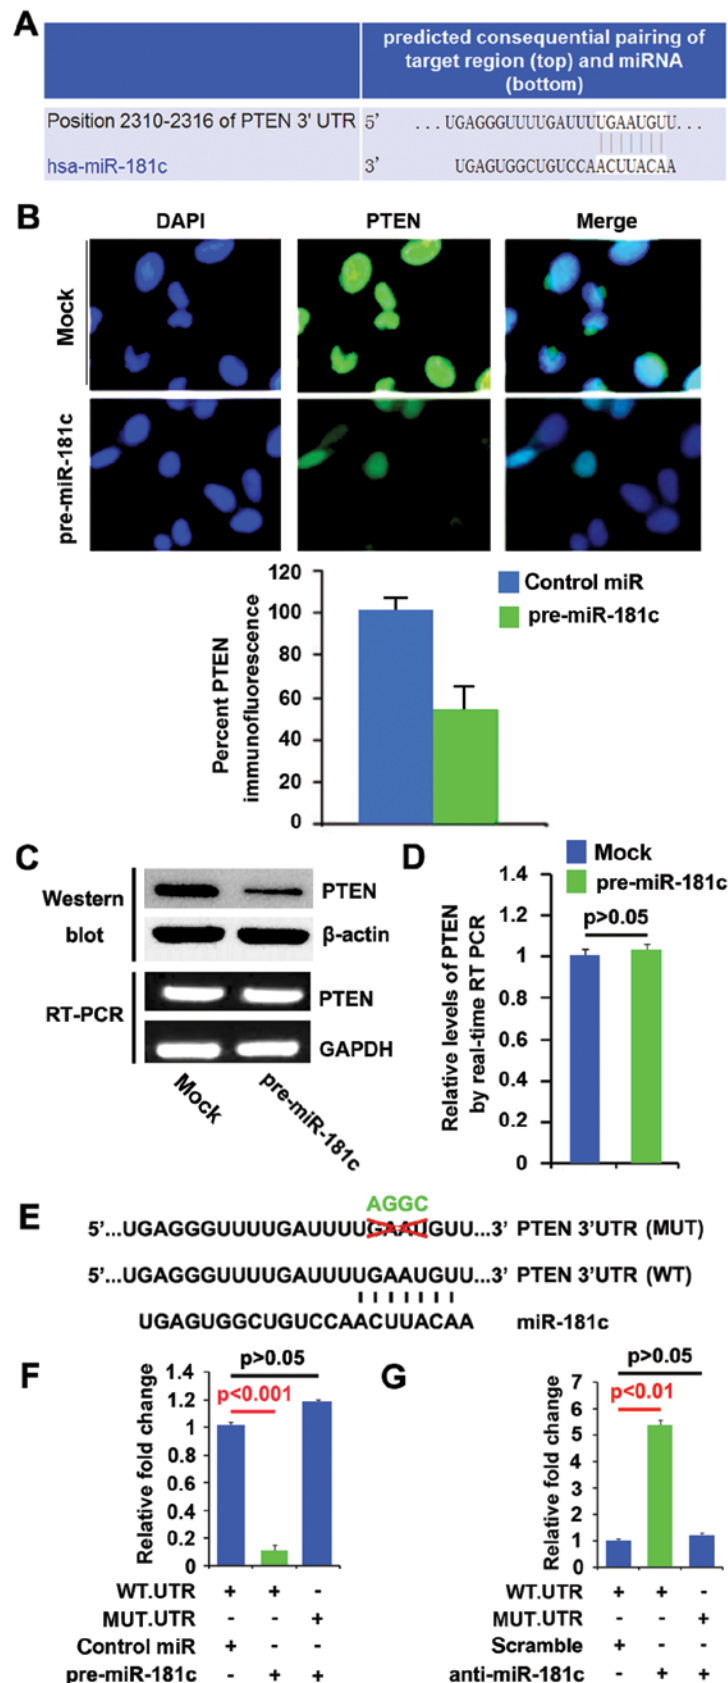 A
predicted consequential pairing of
target region (top) and miRNA
(bottom)
Position 2310-2316 of PTEN 3' UTR 5' ...UGAGGGUUUUGAUUUUUGAAUGUU...
hsa-miR-181c 3' UGAGUGGCUGUCCAACUUACAA
B
DAPI PTEN Merge
Mock
pre-miR-181c
Percent PTEN
immunofluorescence
120
100
80
60
40
20
0
Control miR
pre-miR-181c
C
Western
blot
PTEN
β-actin
RT-PCR
PTEN
GAPDH
Mock pre-miR-181c
D
Mock
pre-miR-181c
Relative levels of PTEN
by real-time RT PCR
1.4
1.2
1
0.8
0.6
0.4
0.2
0
p>0.05
E
AGGC
5'...UGAGGGUUUUGAUUUUUGAAUGUU...3' PTEN 3'UTR (MUT)
5'...UGAGGGUUUUGAUUUUUGAAUGUU...3' PTEN 3'UTR (WT)
UGAGUGGCUGUCCAACUUACAA miR-181c
F
Relative fold change
1.4
1.2
1
0.8
0.6
0.4
0.2
0
p>0.05
p<0.001
WT.UTR + + -
MUT.UTR - - +
Control miR + - -
pre-miR-181c - + +
G
Relative fold change
7
6
5
4
3
2
1
0
p>0.05
p<0.01
WT.UTR + + -
MUT.UTR - - +
Scramble + - -
anti-miR-181c - + +